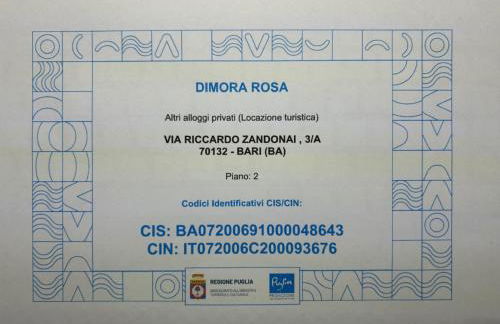 DIMORA ROSA
Altri alloggi privati (Locazione turistica)
VIA RICCARDO ZANDONAI , 3/A
70132 - BARI (BA)
Piano: 2
Codici Identificativi CIS/CIN:
CIS: BA07200691000048643
CIN: IT072006C200093676
REGIONE PUGLIA
Puglia